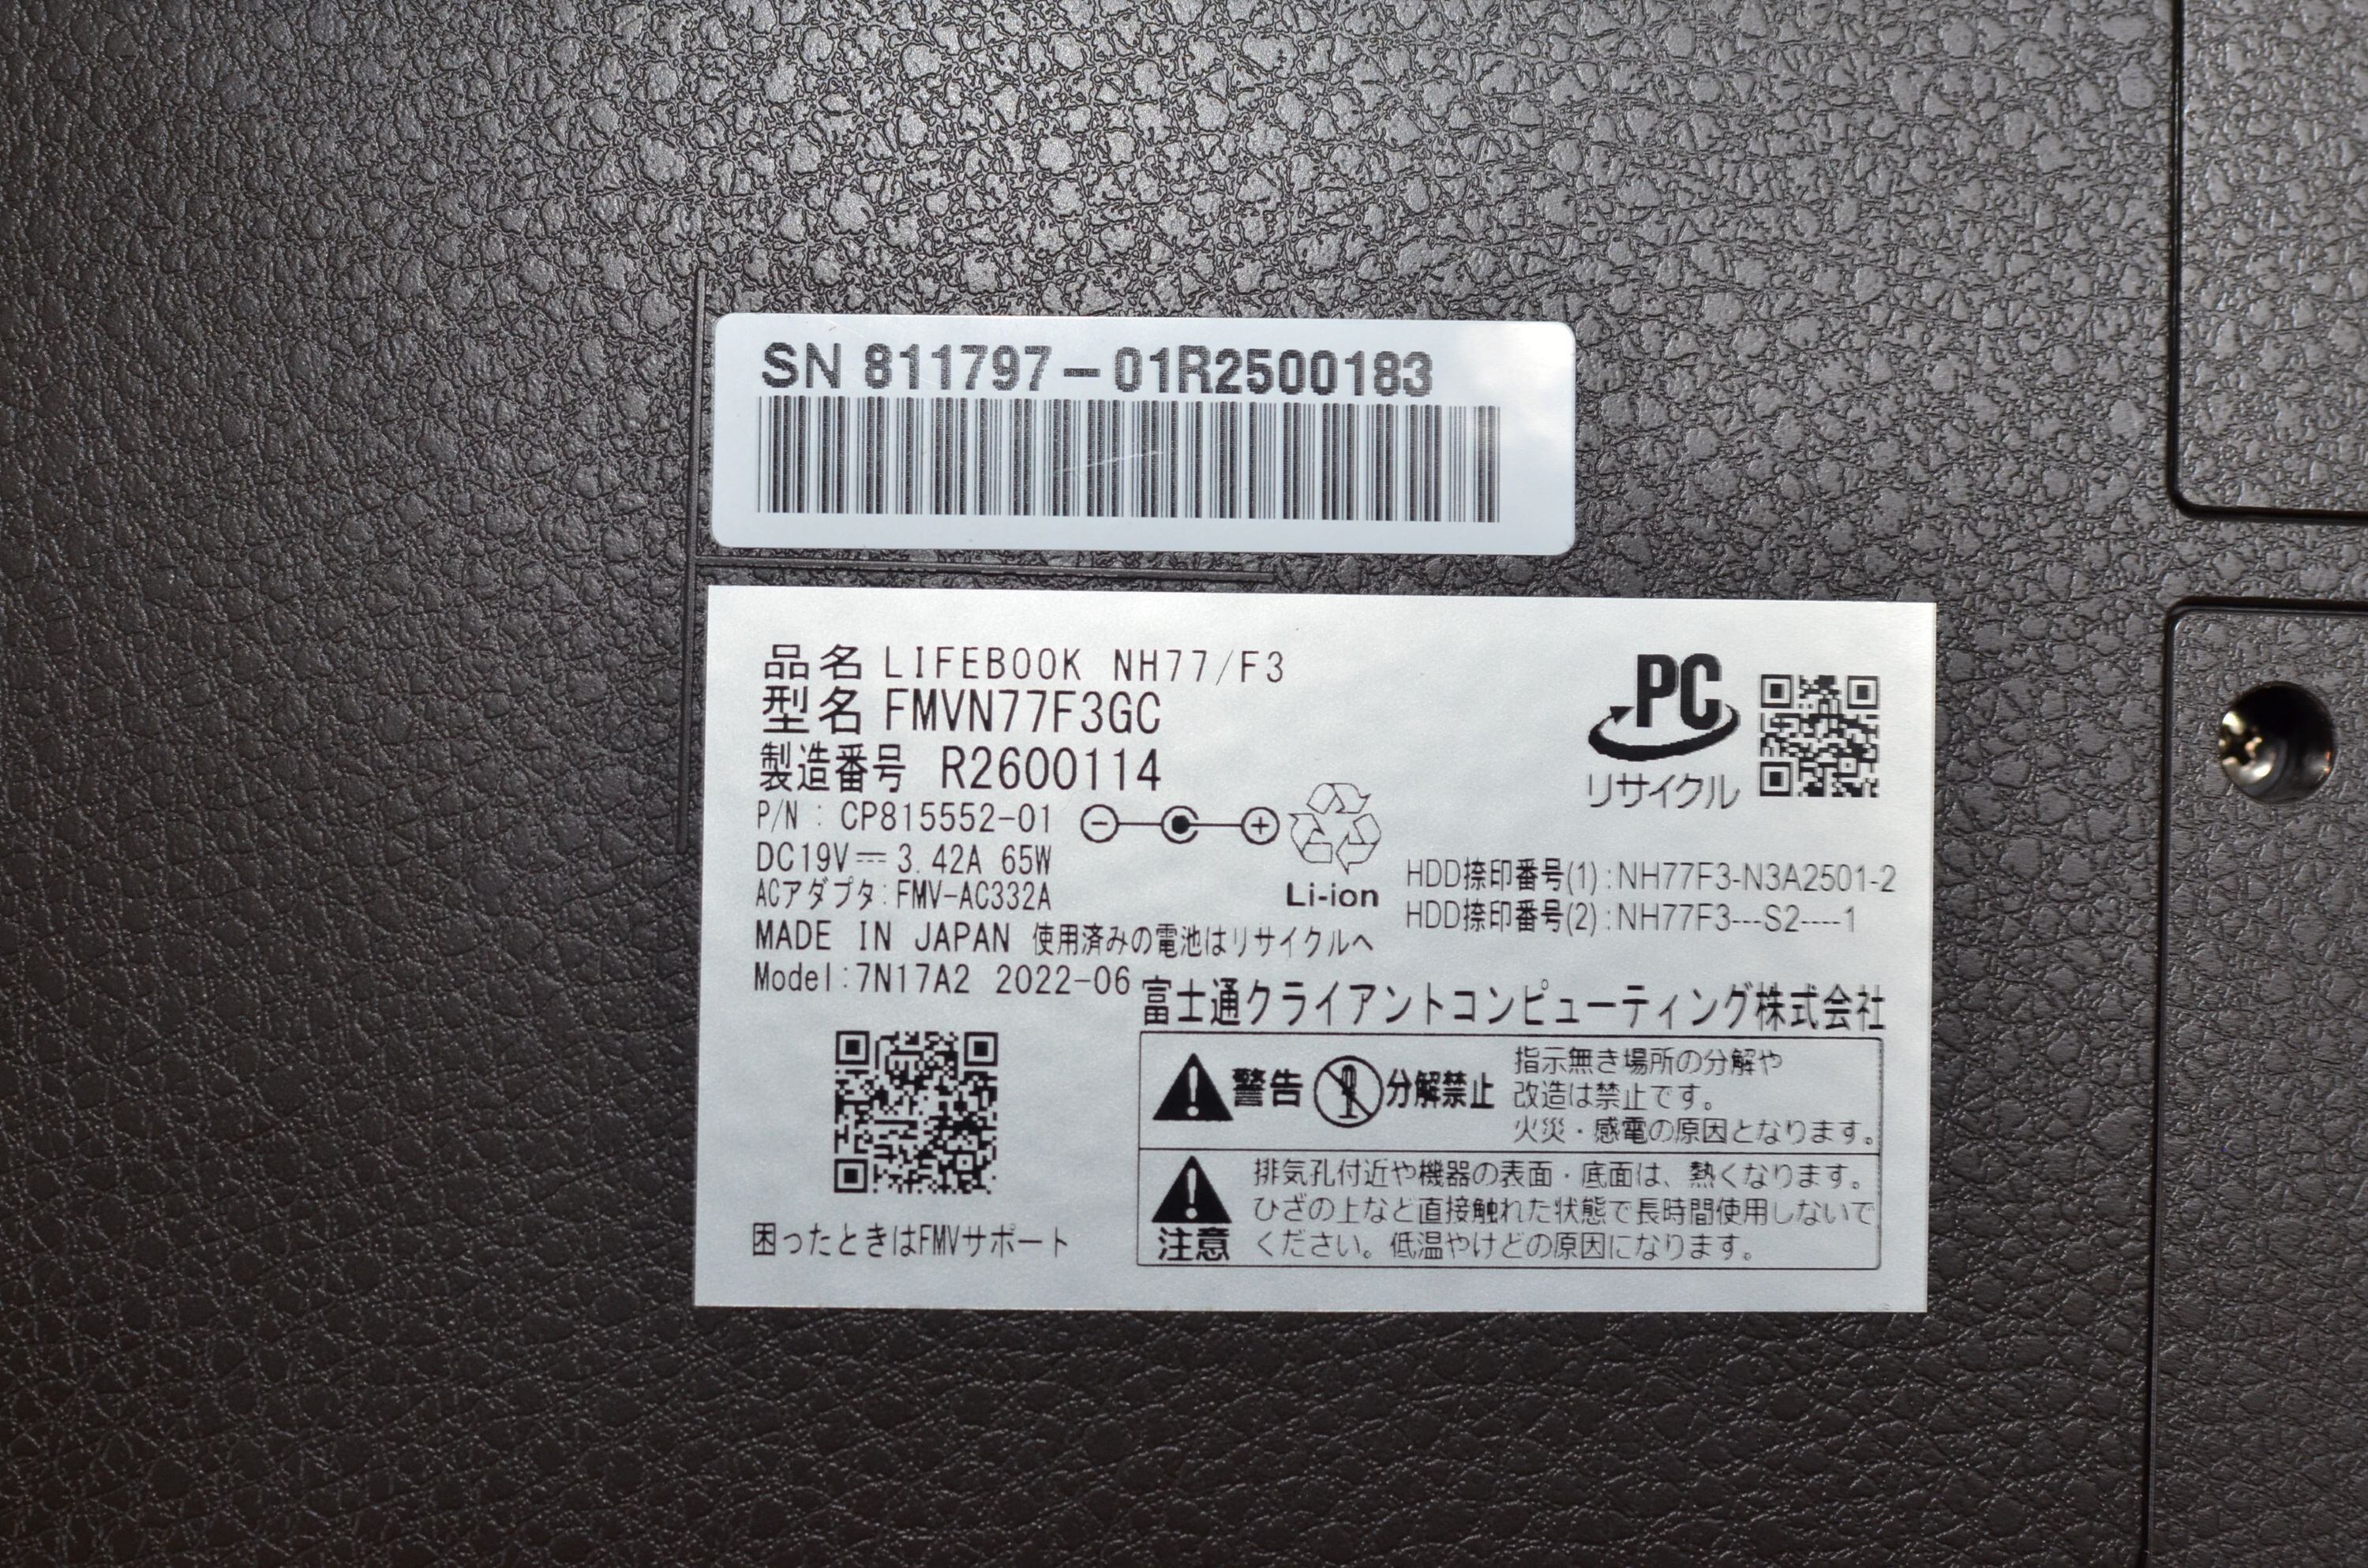 SN 811797-01R2500183
品名 LIFEBOOK NH77/F3
型名 FMVN77F3GC
製造番号 R2600114
P/N : CP815552-01
DC19V⎓3.42A 65W
ACアダプタ:FMV-AC332A
MADE IN JAPAN 使用済みの電池はリサイクルへ
Model:7N17A2 2022-06
Li-ion
PC
リサイクル
HDD捺印番号(1):NH77F3-N3A2501-2
HDD捺印番号(2):NH77F3---S2----1
富士通クライアントコンピューティング株式会社
警告 分解禁止
指示無き場所の分解や
改造は禁止です。
火災・感電の原因となります。
注意
排気孔付近や機器の表面・底面は、熱くなります。
ひざの上など直接触れた状態で長時間使用しないで
ください。低温やけどの原因になります。
困ったときはFMVサポート